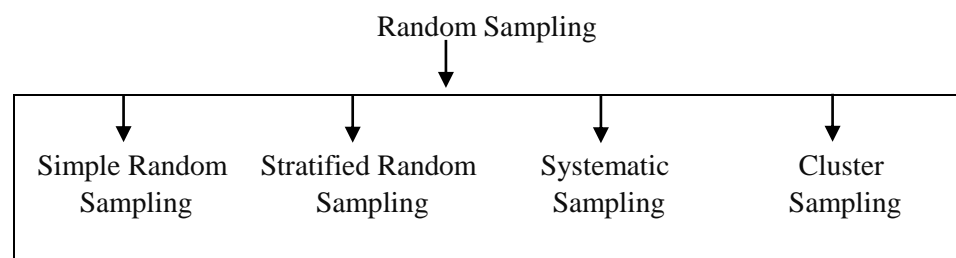 Random Sampling
Simple Random Sampling
Stratified Random Sampling
Systematic Sampling
Cluster Sampling